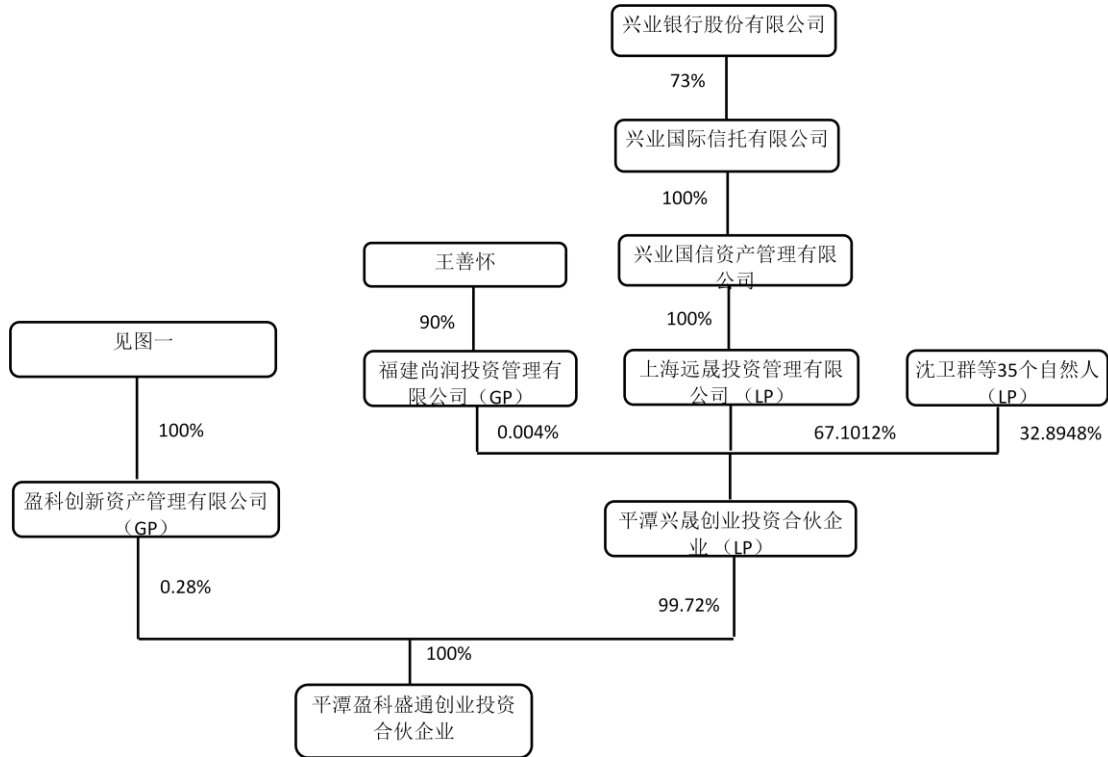 兴业银行股份有限公司
73%
兴业国际信托有限公司
100%
王善怀
兴业国信资产管理有限
公司
90%
100%
见图一
福建尚润投资管理有
限公司（GP）
上海远晟投资管理有限
公司（LP）
沈卫群等35个自然人
（LP）
100%
0.004%
67.1012%
32.8948%
盈科创新资产管理有限公司
（GP）
平潭兴晟创业投资合伙企
业 （LP）
0.28%
99.72%
100%
平潭盈科盛通创业投资
合伙企业